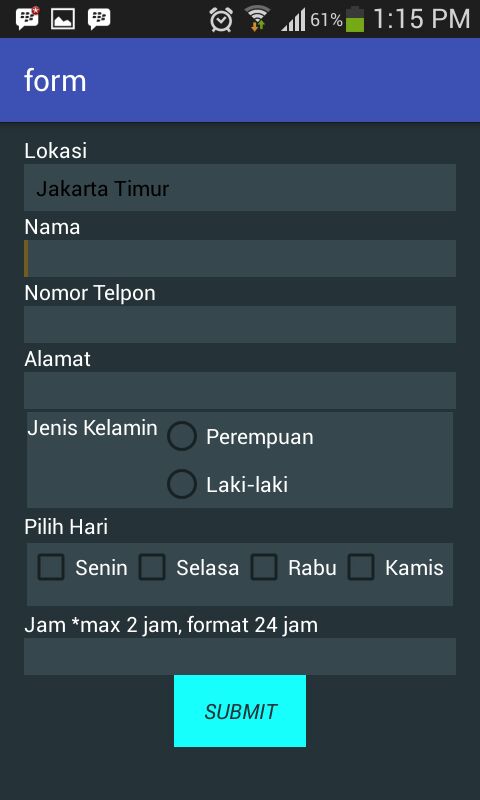 61% 1:15 PM
form
Lokasi
Jakarta Timur
Nama
Nomor Telpon
Alamat
Jenis Kelamin Perempuan
Laki-laki
Pilih Hari
Senin Selasa Rabu Kamis
Jam *max 2 jam, format 24 jam
SUBMIT